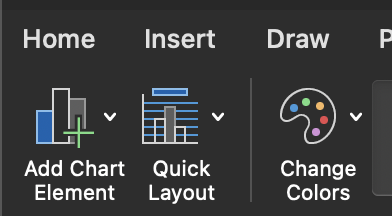 Home Insert Draw P
Add Chart Quick Change
Element Layout Colors